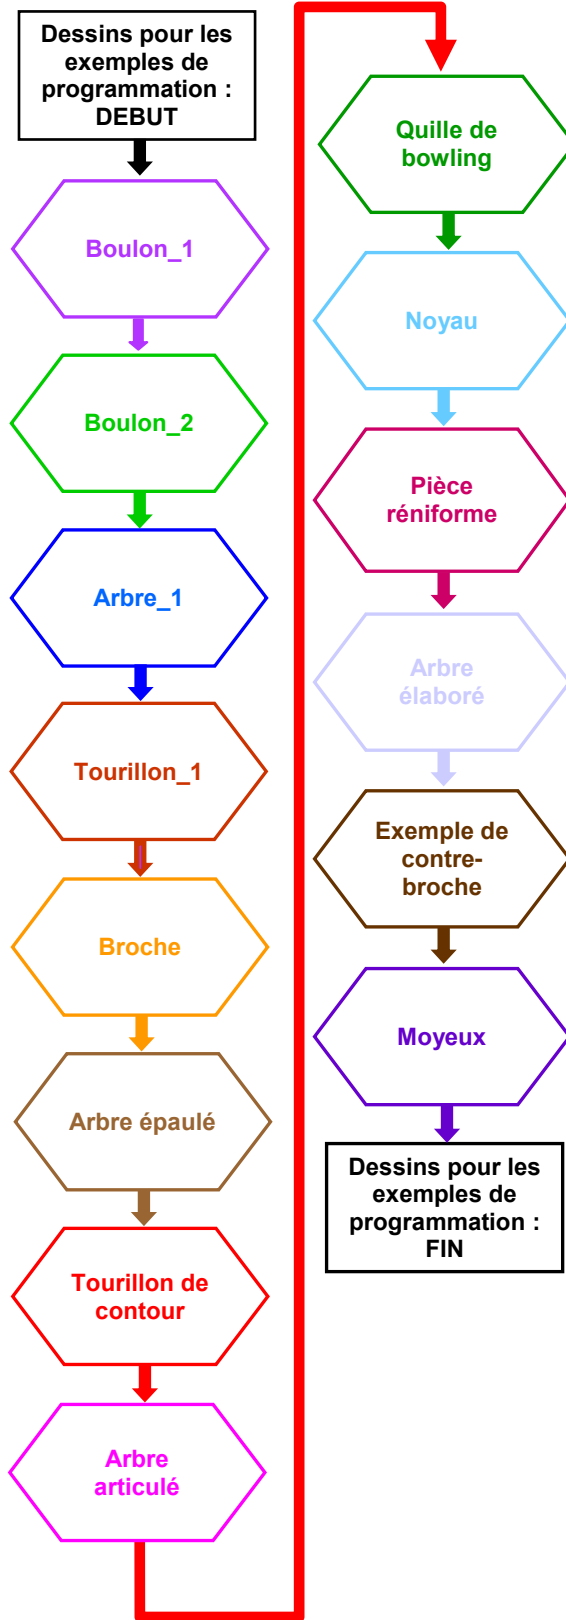 Dessins pour les
exemples de
programmation :
DEBUT
Boulon_1
Boulon_2
Arbre_1
Tourillon_1
Broche
Arbre épaulé
Tourillon de
contour
Arbre
articulé
Quille de
bowling
Noyau
Pièce
réniforme
Arbre
élaboré
Exemple de
contre-
broche
Moyeux
Dessins pour les
exemples de
programmation :
FIN